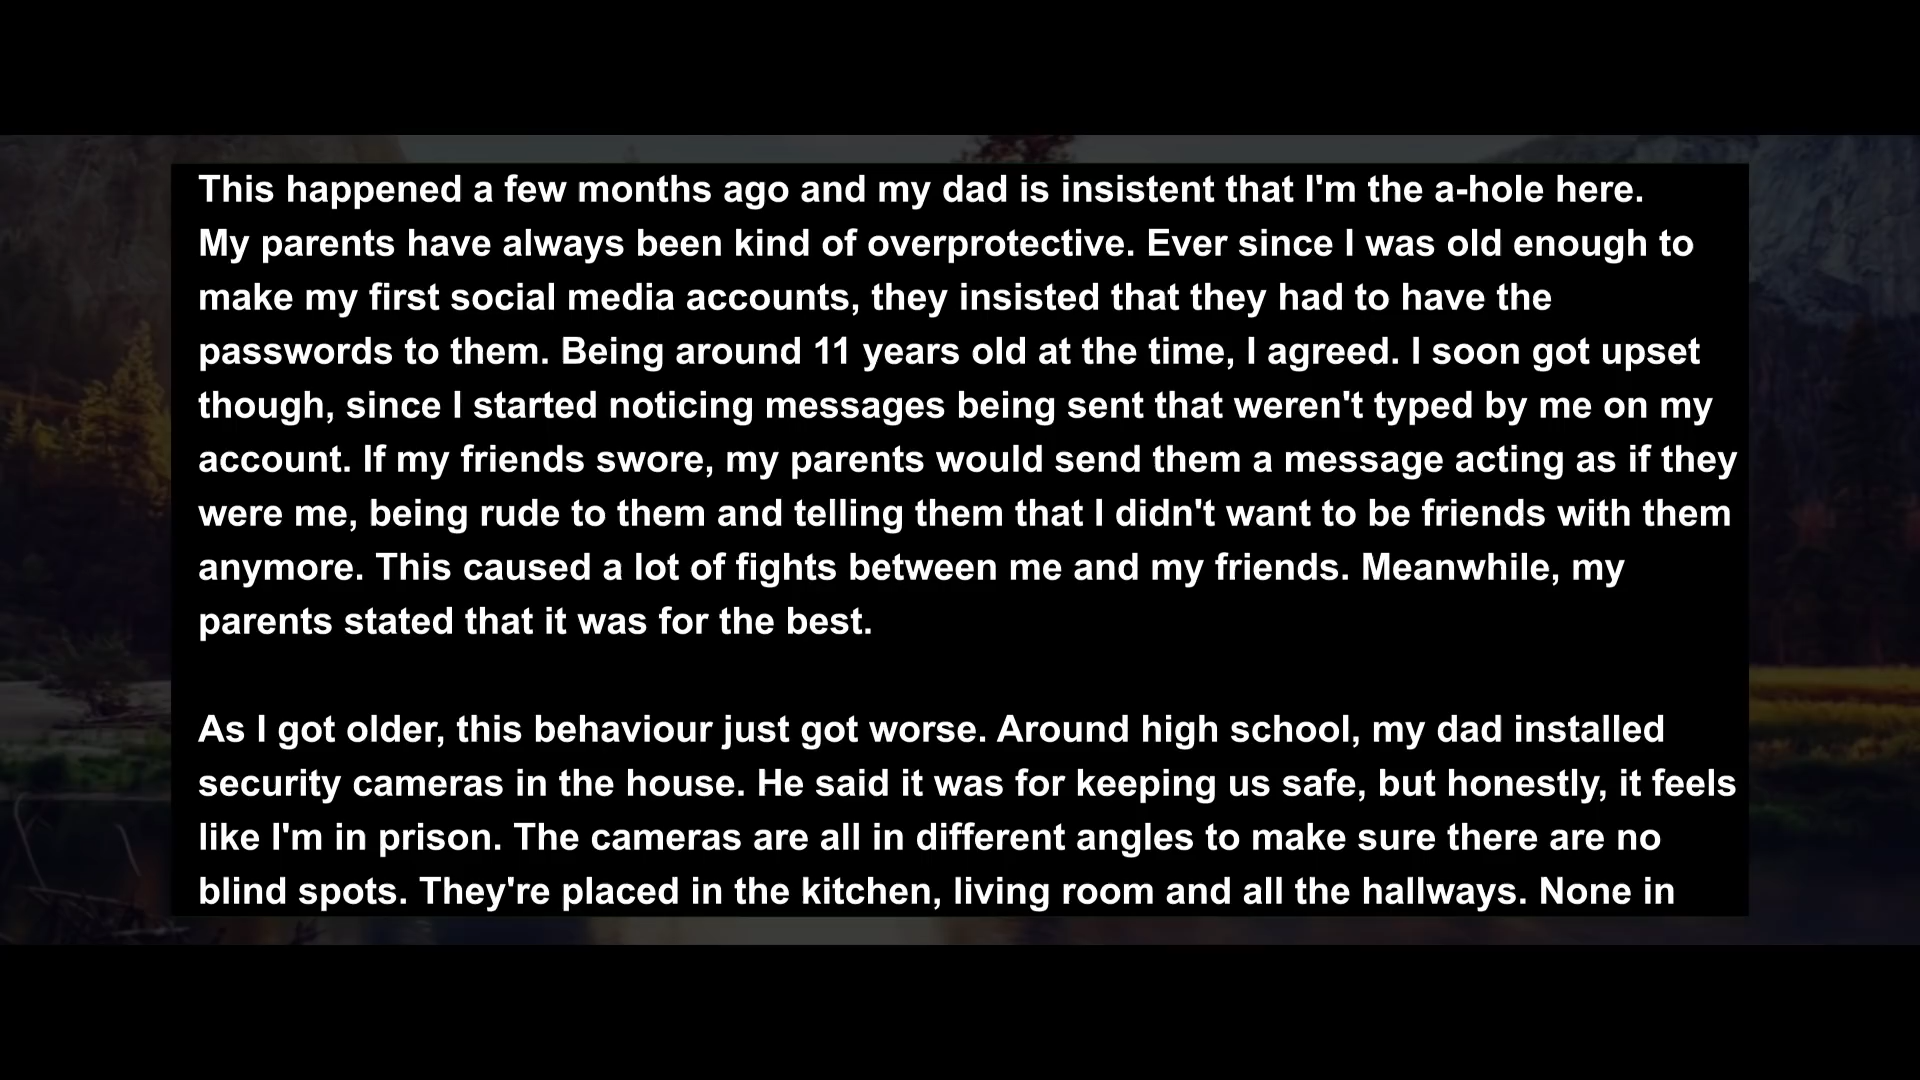 This happened a few months ago and my dad is insistent that I'm the a-hole here.
My parents have always been kind of overprotective. Ever since I was old enough to
make my first social media accounts, they insisted that they had to have the
passwords to them. Being around 11 years old at the time, I agreed. I soon got upset
though, since I started noticing messages being sent that weren't typed by me on my
account. If my friends swore, my parents would send them a message acting as if they
were me, being rude to them and telling them that I didn't want to be friends with them
anymore. This caused a lot of fights between me and my friends. Meanwhile, my
parents stated that it was for the best.
As I got older, this behaviour just got worse. Around high school, my dad installed
security cameras in the house. He said it was for keeping us safe, but honestly, it feels
like I'm in prison. The cameras are all in different angles to make sure there are no
blind spots. They're placed in the kitchen, living room and all the hallways. None in